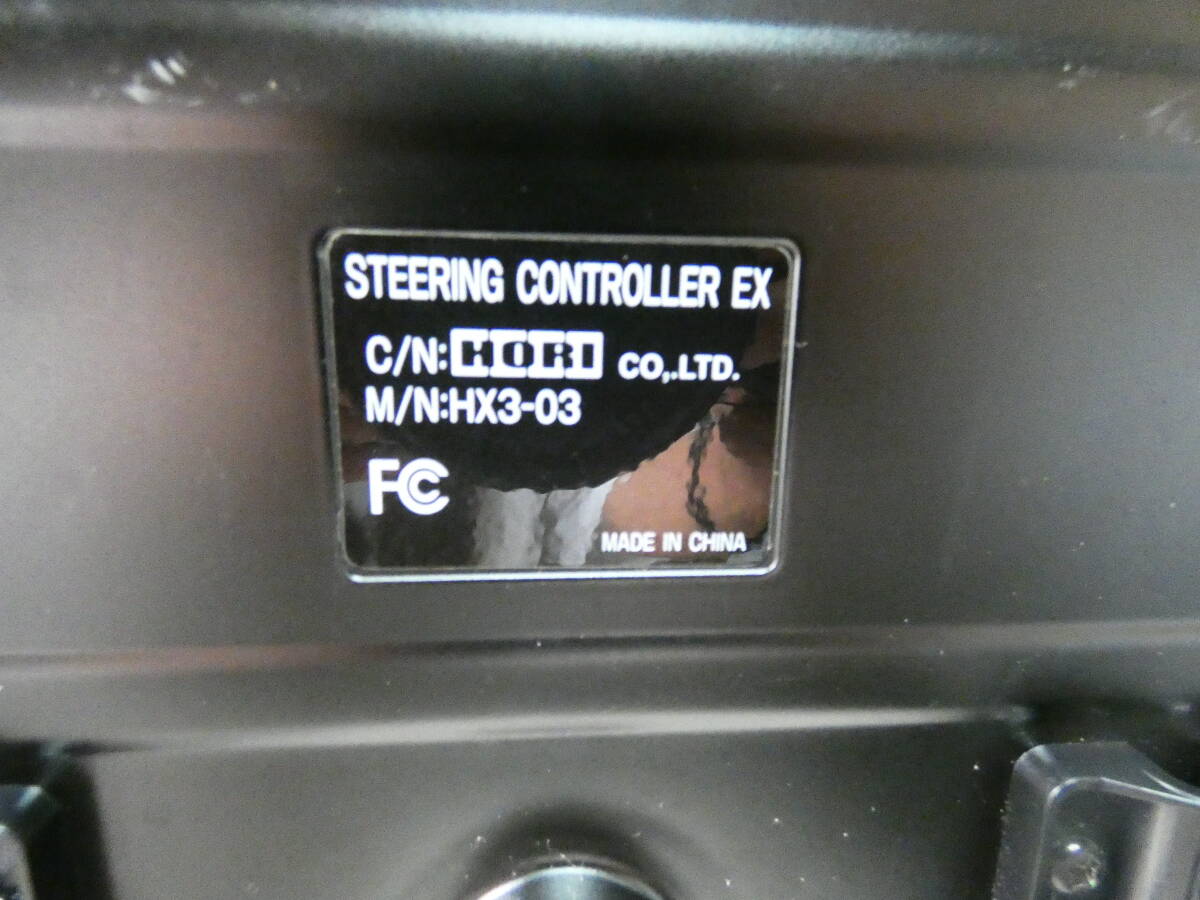 STEERING CONTROLLER EX
C/N:HORI CO,.LTD.
M/N:HX3-03
FC
MADE IN CHINA